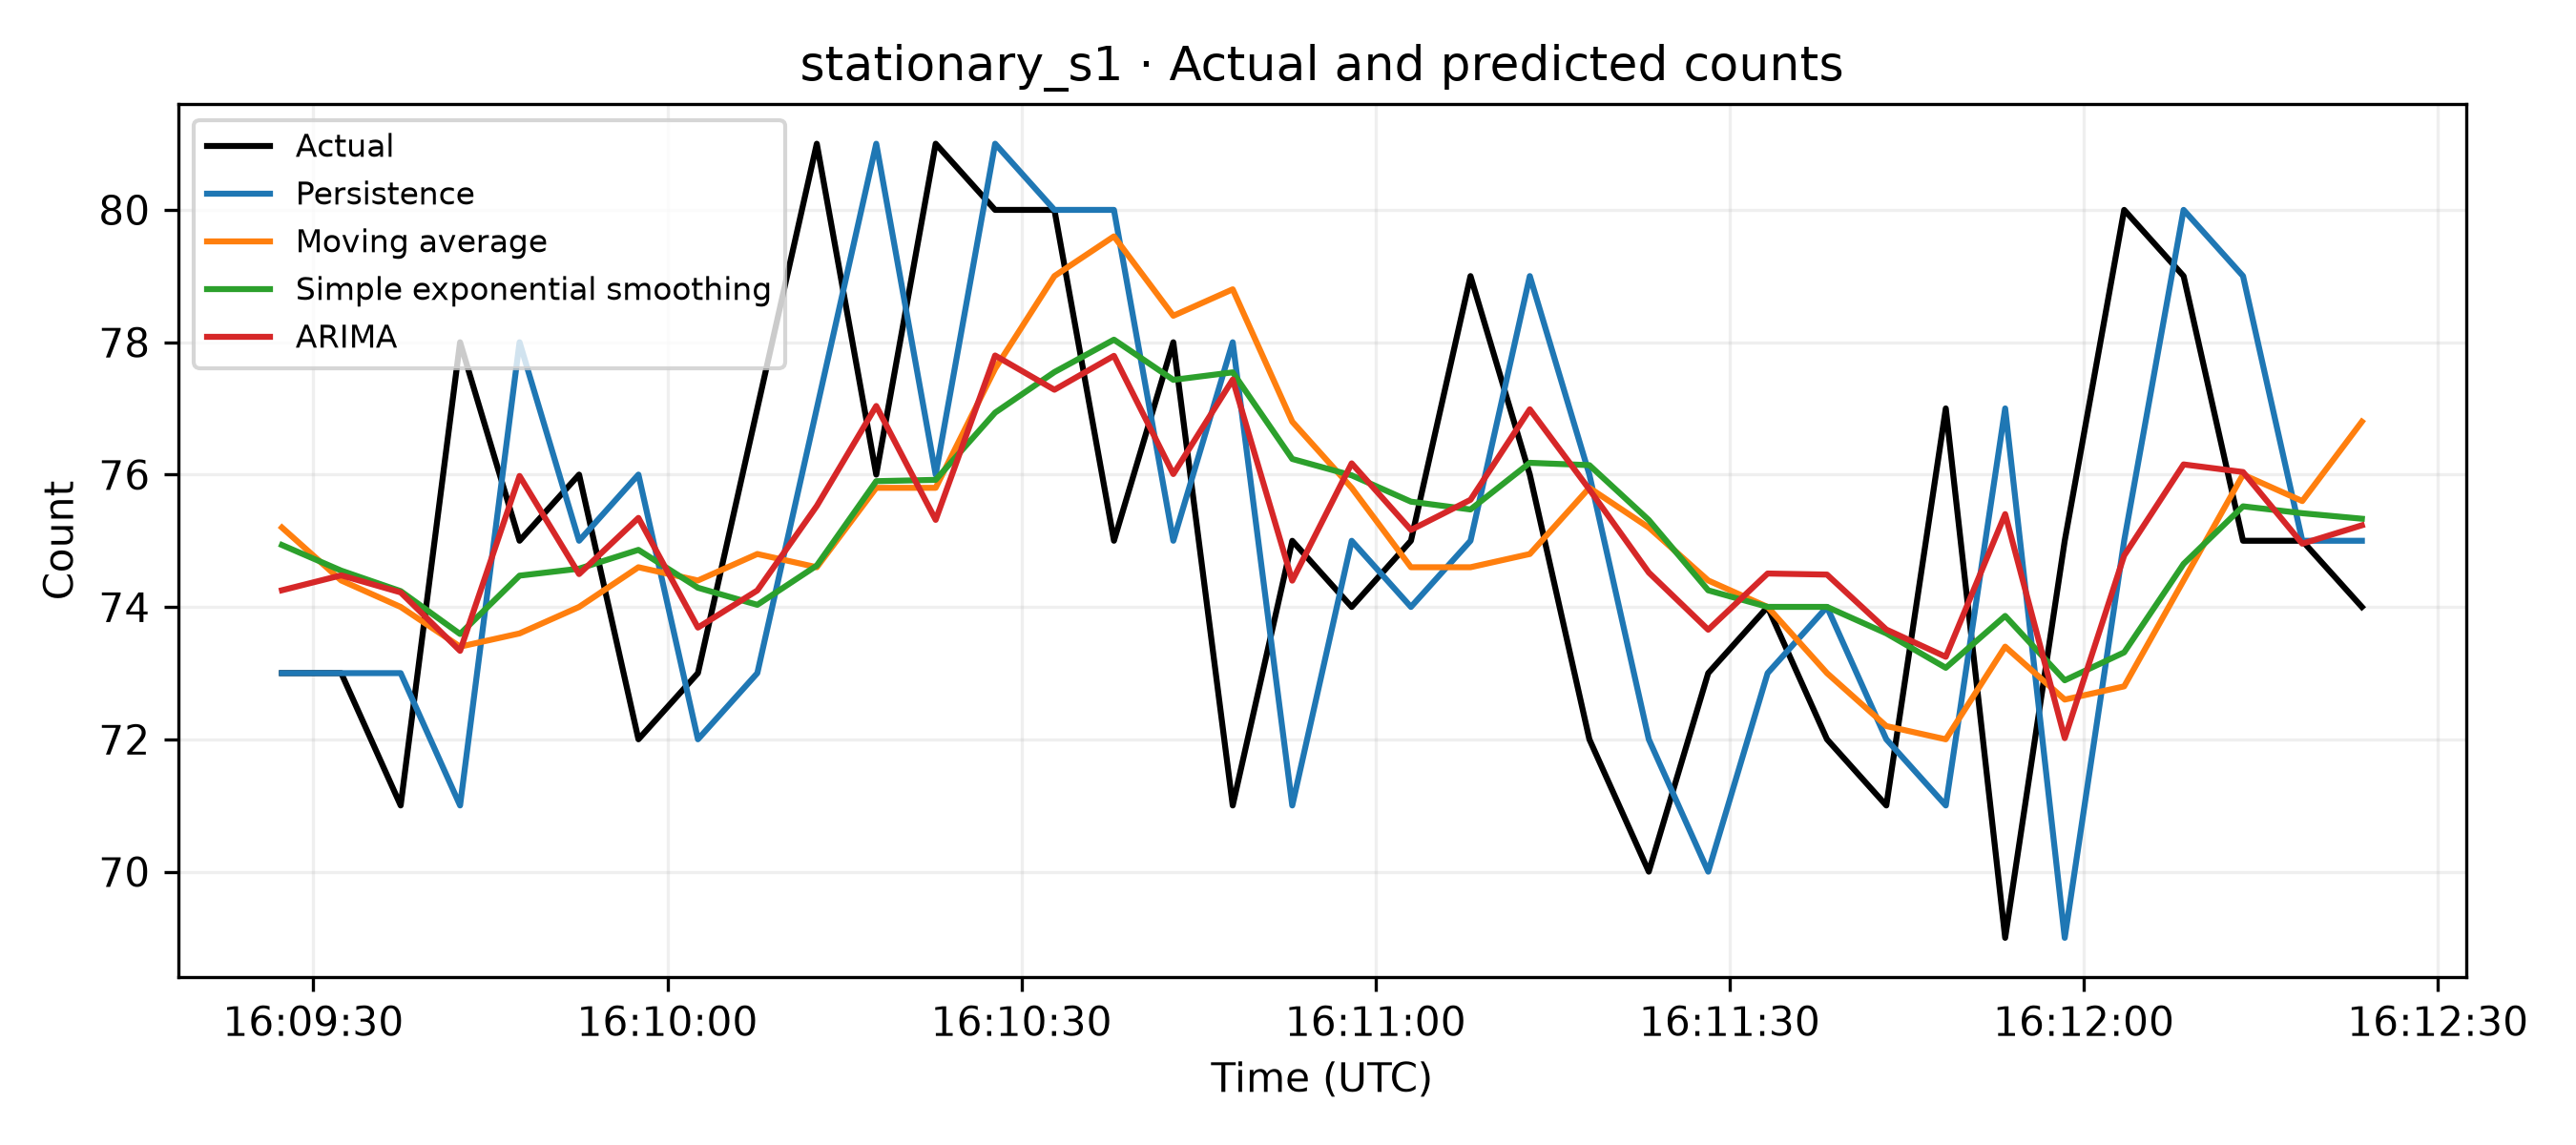 stationary_s1 · Actual and predicted counts
Actual
Persistence
Moving average
Simple exponential smoothing
ARIMA
Count
80
78
76
74
72
70
16:09:30 16:10:00 16:10:30 16:11:00 16:11:30 16:12:00 16:12:30
Time (UTC)